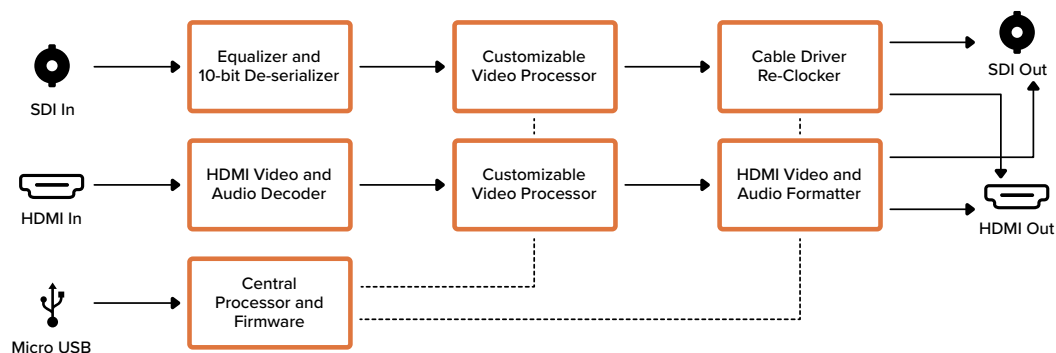 SDI In
Equalizer and
10-bit De-serializer
Customizable
Video Processor
Cable Driver
Re-Clocker
SDI Out
HDMI In
HDMI Video and
Audio Decoder
Customizable
Video Processor
HDMI Video and
Audio Formatter
HDMI Out
Micro USB
Central
Processor and
Firmware